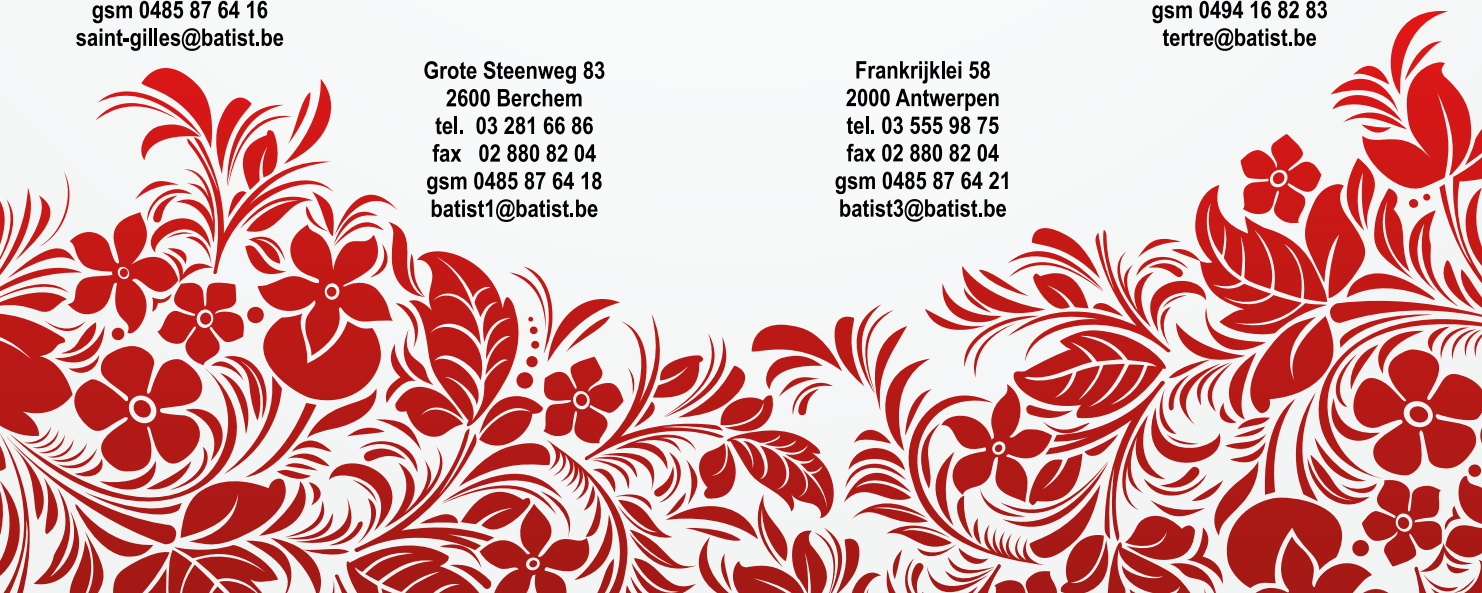 gsm 0485 87 64 16
saint-gilles@batist.be
gsm 0494 16 82 83
tertre@batist.be
Grote Steenweg 83
2600 Berchem
tel. 03 281 66 86
fax 02 880 82 04
gsm 0485 87 64 18
batist1@batist.be
Frankrijklei 58
2000 Antwerpen
tel. 03 555 98 75
fax 02 880 82 04
gsm 0485 87 64 21
batist3@batist.be